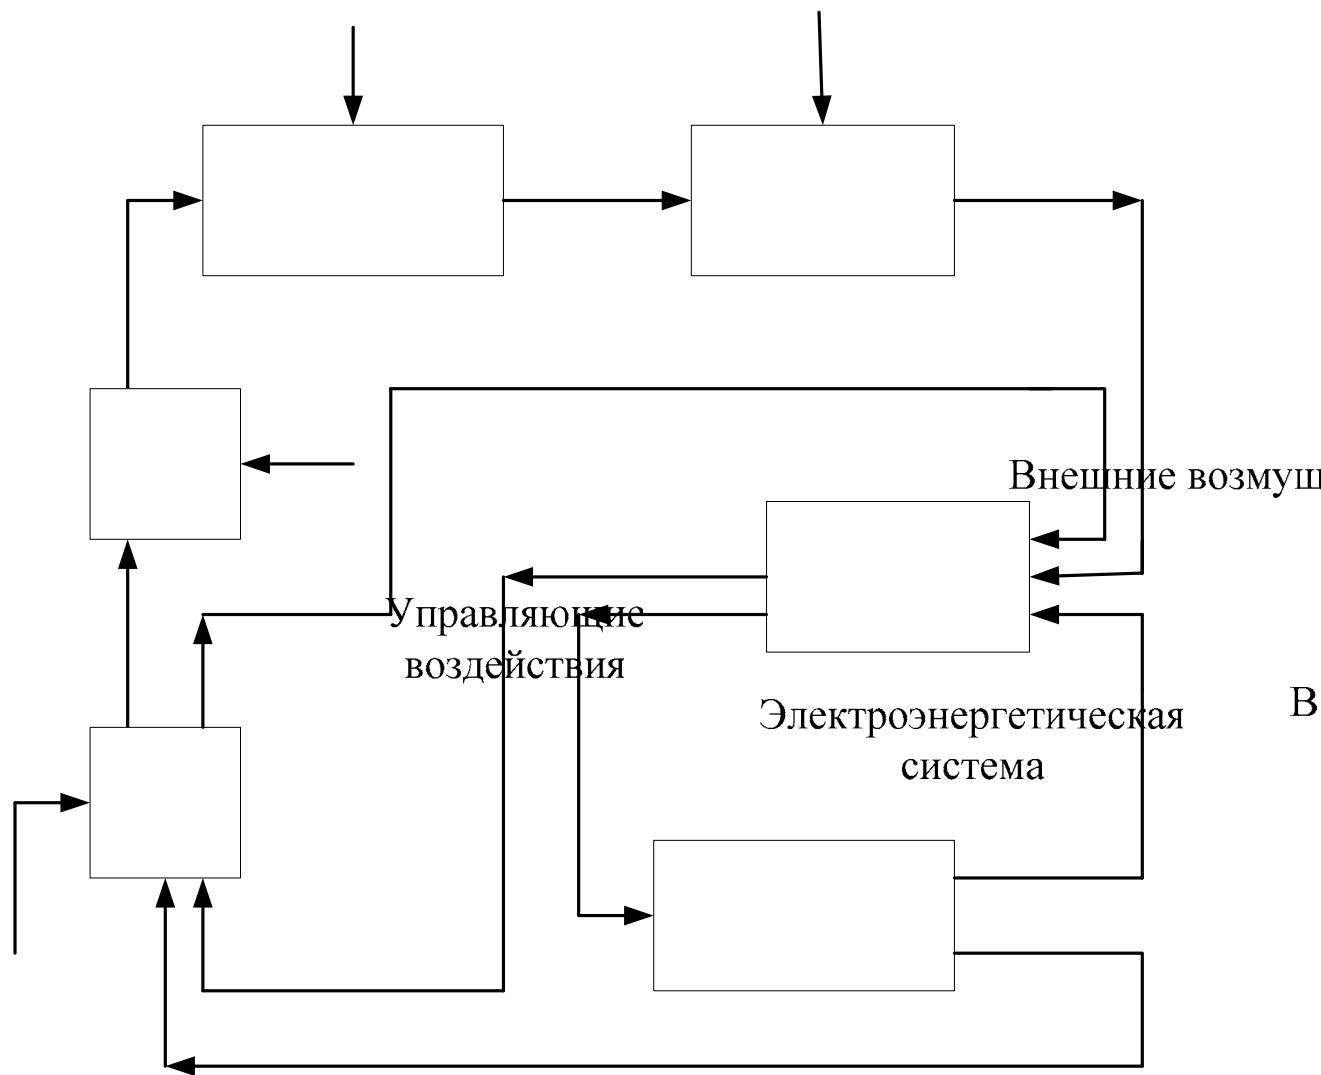 Внешние возмущ
Управляющие
воздействия
Электроэнергетическая
система
В